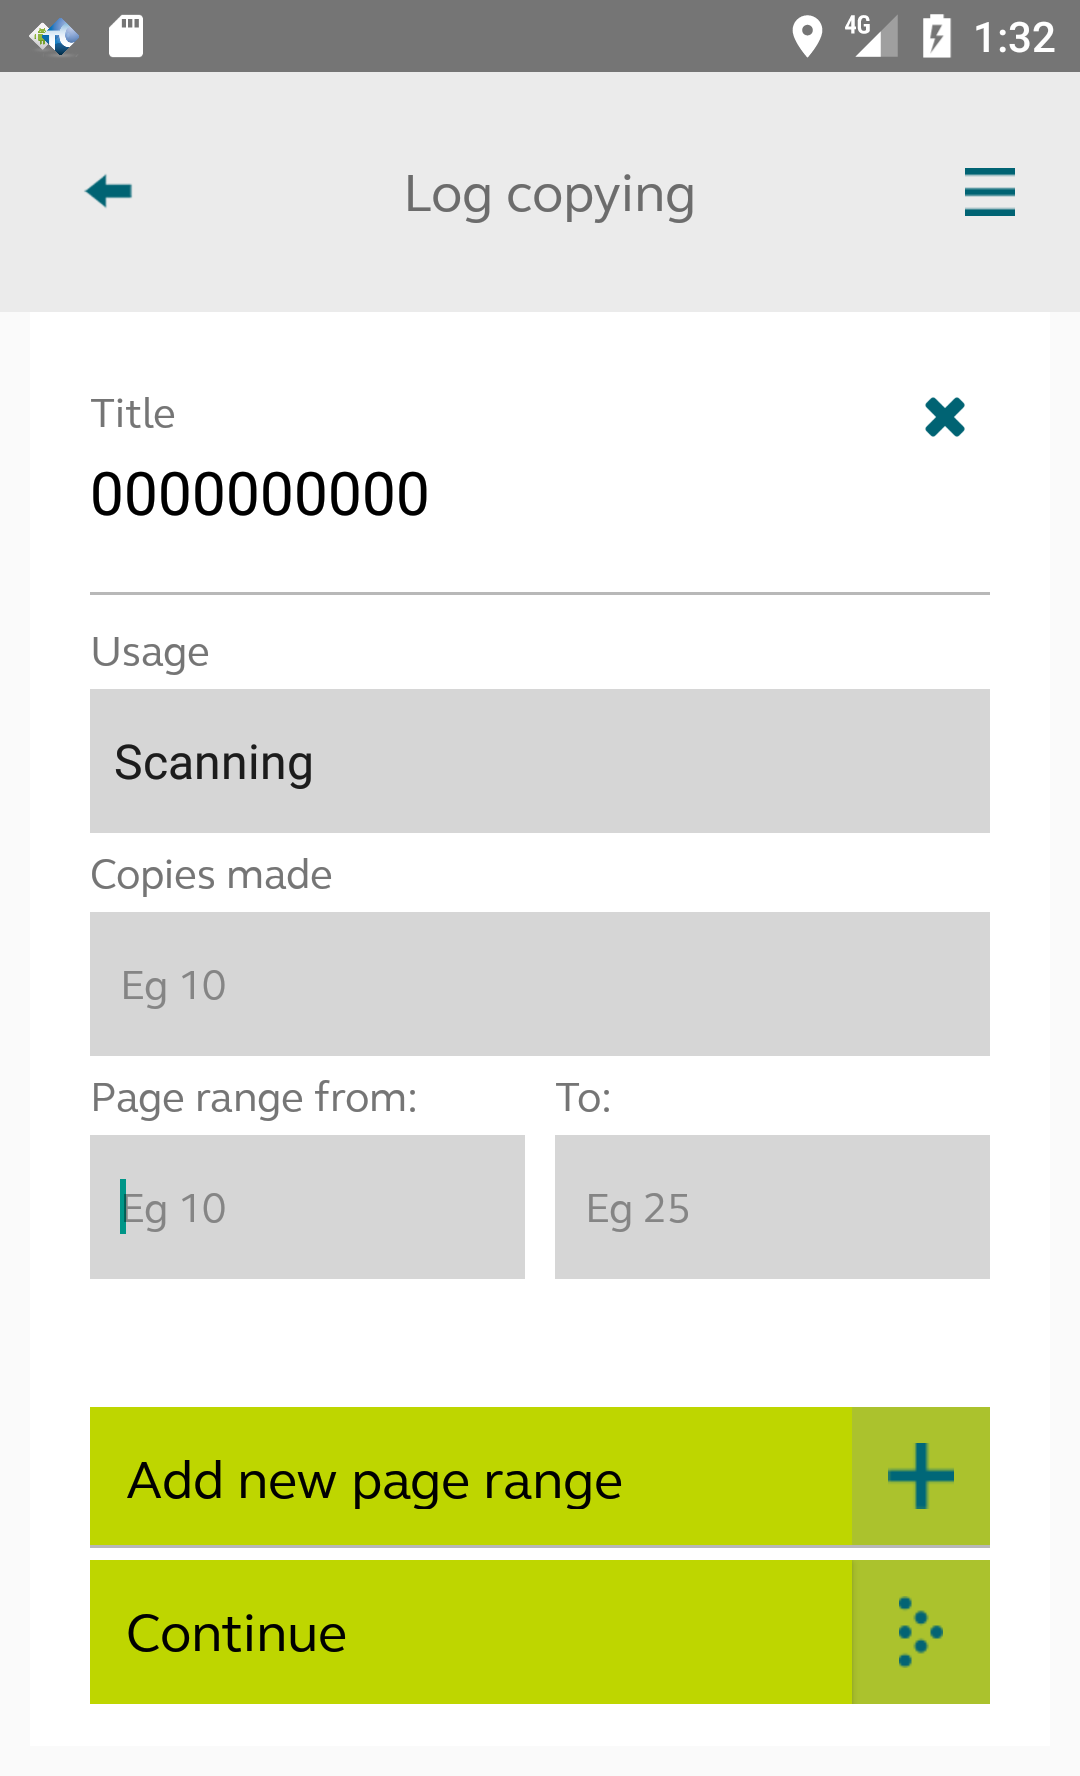 4G 1:32
Log copying
Title
0000000000
Usage
Scanning
Copies made
Eg 10
Page range from: To:
Eg 10 Eg 25
Add new page range
Continue